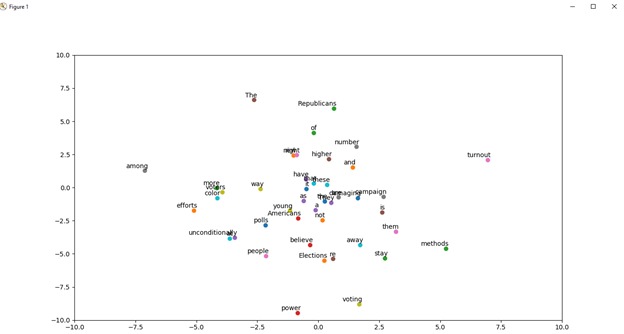 Figure 1
10.0
The
7.5
Republicans
5.0
of
number
2.5
higher
turnout
and
among
have
these
0.0
more
way
campaign
voters
color
as
efforts
young
a
is
-2.5
Americans
not
polls
them
unconditionally
believe
away
methods
-5.0
people
Elections
re
stay
-7.5
voting
power
-10.0
-10.0 -7.5 -5.0 -2.5 0.0 2.5 5.0 7.5 10.0